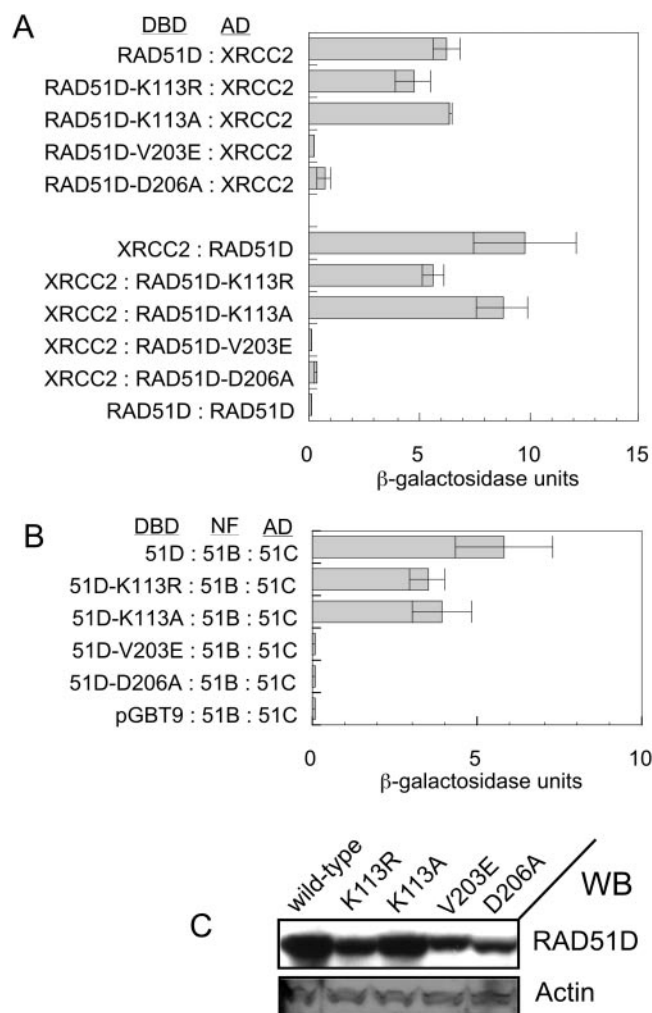 A
DBD AD
RAD51D : XRCC2
RAD51D-K113R : XRCC2
RAD51D-K113A : XRCC2
RAD51D-V203E : XRCC2
RAD51D-D206A : XRCC2
XRCC2 : RAD51D
XRCC2 : RAD51D-K113R
XRCC2 : RAD51D-K113A
XRCC2 : RAD51D-V203E
XRCC2 : RAD51D-D206A
RAD51D : RAD51D
0 5 10 15
β-galactosidase units
B
DBD NF AD
51D : 51B : 51C
51D-K113R : 51B : 51C
51D-K113A : 51B : 51C
51D-V203E : 51B : 51C
51D-D206A : 51B : 51C
pGBT9 : 51B : 51C
0 5 10
β-galactosidase units
C
wild-type K113R K113A V203E D206A WB
RAD51D
Actin